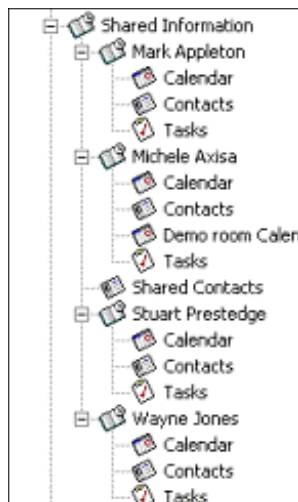 Shared Information
Mark Appleton
Calendar
Contacts
Tasks
Michele Axisa
Calendar
Contacts
Demo room Calen
Tasks
Shared Contacts
Stuart Prestedge
Calendar
Contacts
Tasks
Wayne Jones
Calendar
Contacts
Tasks